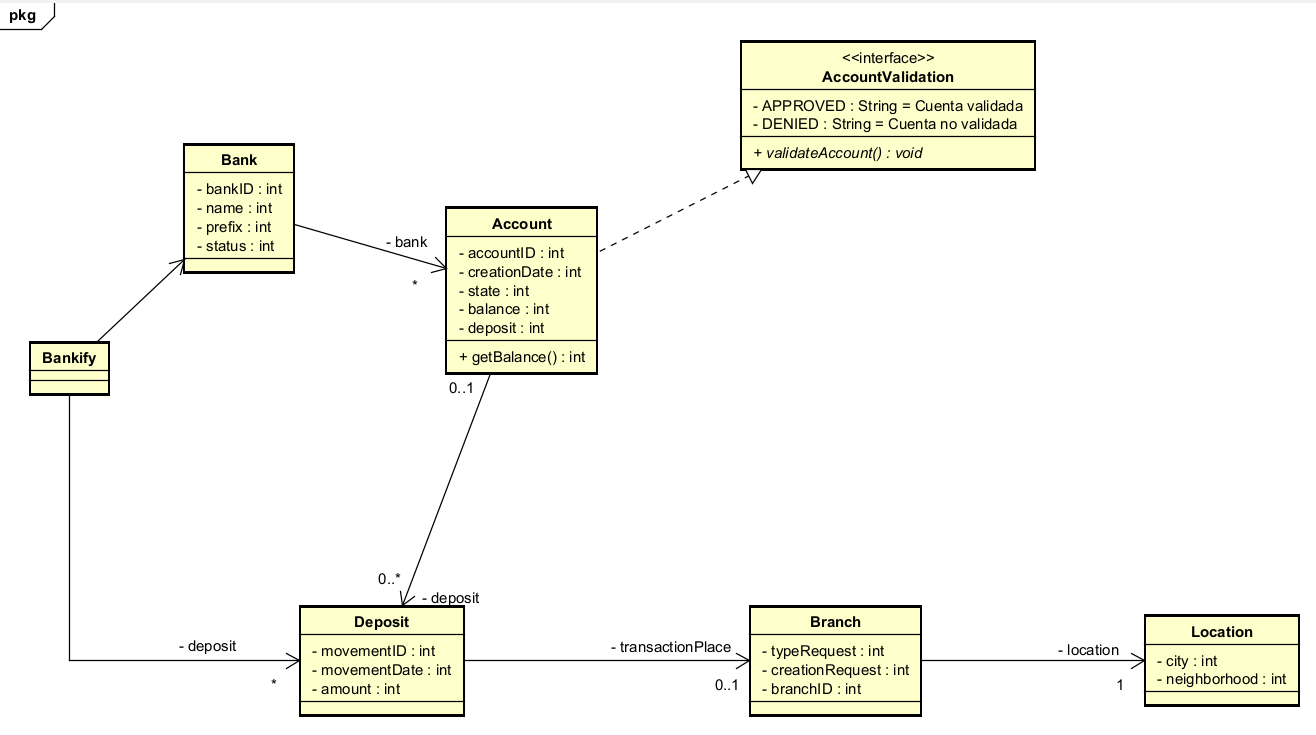 pkg
<<interface>>
AccountValidation
- APPROVED : String = Cuenta validada
- DENIED : String = Cuenta no validada
+ validateAccount() : void
Bank
- bankID : int
- name : int
- prefix : int
- status : int
- bank
*
Account
- accountID : int
- creationDate : int
- state : int
- balance : int
- deposit : int
+ getBalance() : int
Bankify
0..1
0..*
- deposit
- deposit
*
Deposit
- movementID : int
- movementDate : int
- amount : int
- transactionPlace
0..1
Branch
- typeRequest : int
- creationRequest : int
- branchID : int
- location
1
Location
- city : int
- neighborhood : int